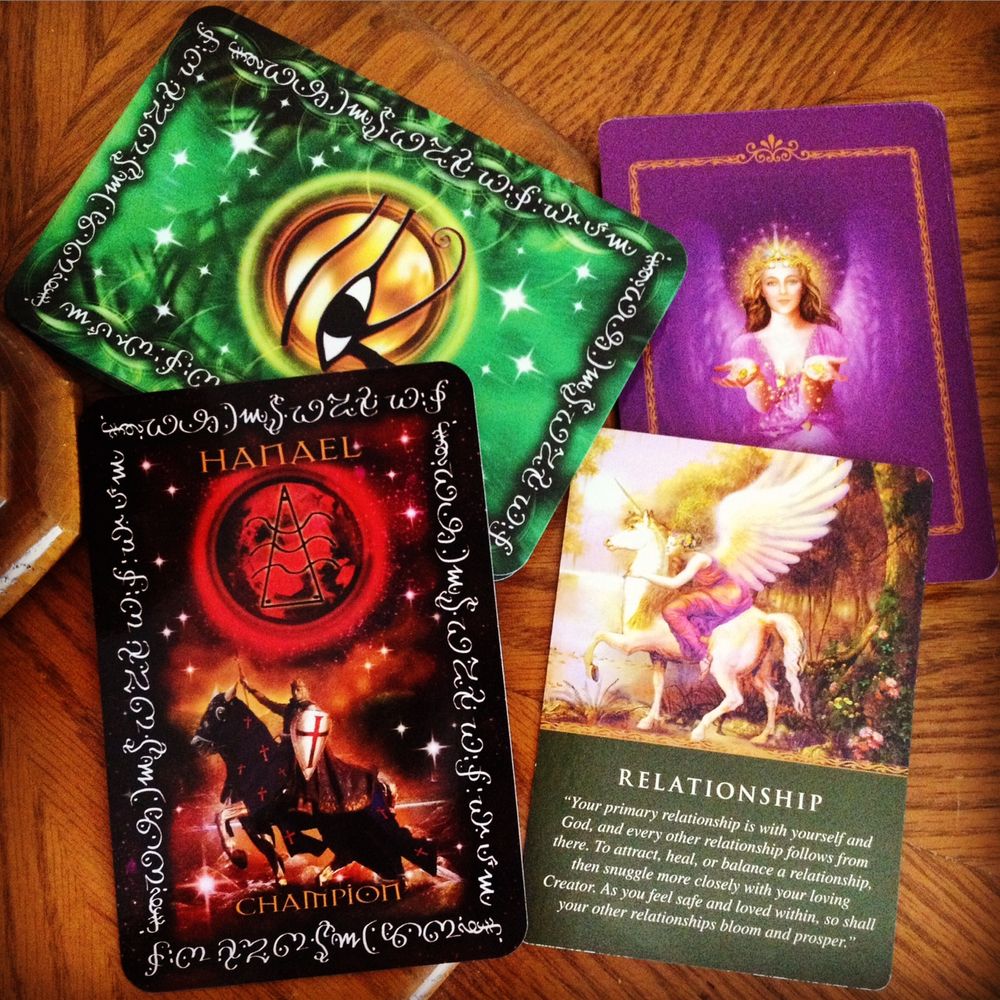 HANAEL
CHAMPION
RELATIONSHIP
“Your primary relationship is with yourself and
God, and every other relationship follows from
there. To attract, heal, or balance a relationship,
then snuggle more closely with your loving
Creator. As you feel safe and loved within, so shall
your other relationships bloom and prosper.”